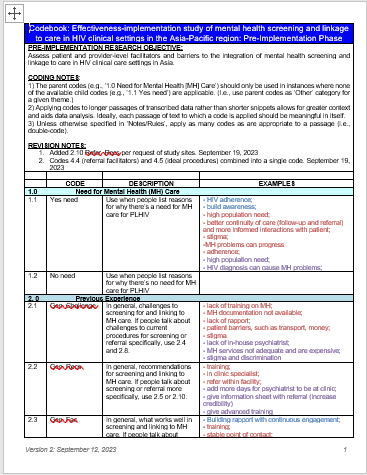 Codebook: Effectiveness-implementation study of mental health screening and linkage
to care in HIV clinical settings in the Asia-Pacific region: Pre-Implementation Phase
PRE-IMPLEMENTATION RESEARCH OBJECTIVE:
Assess patient and provider-level facilitators and barriers to the integration of mental health screening and
linkage to care in HIV clinical care settings in Asia.
CODING NOTES:
1) The parent codes (e.g., '1.0 Need for Mental Health [MH] Care') should only be used in instances where none
of the available child codes (e.g., '1.1 Yes need') are applicable. (I.e., use parent codes as 'Other' category for
a given theme.)
2) Applying codes to longer passages of transcribed data rather than shorter snippets allows for greater context
and aids data analysis. Ideally, each passage of text to which a code is applied should be meaningful in itself.
3) Unless otherwise specified in 'Notes/Rules', apply as many codes as are appropriate to a passage (i.e.,
double-code).
REVISION NOTES:
1. Added 2.10 per request of study sites. September 19, 2023
2. Codes 4.4 (referral facilitators) and 4.5 (ideal procedures) combined into a single code. September 19,
2023
CODE DESCRIPTION EXAMPLES
1.0 Need for Mental Health (MH) Care
1.1 Yes need Use when people list reasons for why there's a need for MH care for PLHIV
- HIV adherence;
- build awareness;
- high population need;
- better continuity of care (follow-up and referral)
and more informed interactions with patient;
- stigma;
-MH problems can progress
- adherence;
- high population need;
- HIV diagnosis can cause MH problems;
1.2 No need Use when people list reasons for why there's no need for MH care for PLHIV
2. 0 Previous Experience
2.1 Gen_Challenge In general, challenges to screening for and linking to MH care. If people talk about challenges to current procedures for screening or referral specifically, use 2.4 and 2.8.
- lack of training on MH;
- MH documentation not available;
- lack of rapport;
- patient barriers, such as transport, money;
- stigma
- lack of in-house psychiatrist;
- MH services not adequate and are expensive;
- stigma and discrimination
2.2 In general, recommendations for screening and linking to MH care. If people talk about recommendations for screening or referral more specifically, use 2.5 or 2.10.
- training;
- in clinic specialist;
- refer within facility;
- add more days for psychiatrist to be at clinic;
- give information sheet with referral (increase
credibility)
- give advanced training
2.3 In general, what works well in screening and linking to MH care. If people talk about
- Building rapport with continuous engagement;
- training;
- stable point of contact;
Version 2: September 12, 2023 1